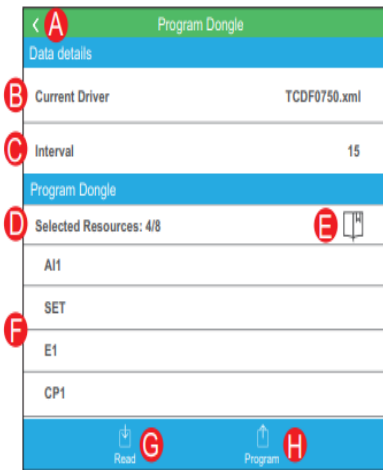 A Program Dongle
Data details
B Current Driver TCDF0750.xml
C Interval 15
Program Dongle
D Selected Resources: 4/8 E
AI1
SET
F
E1
CP1
Read G Program H